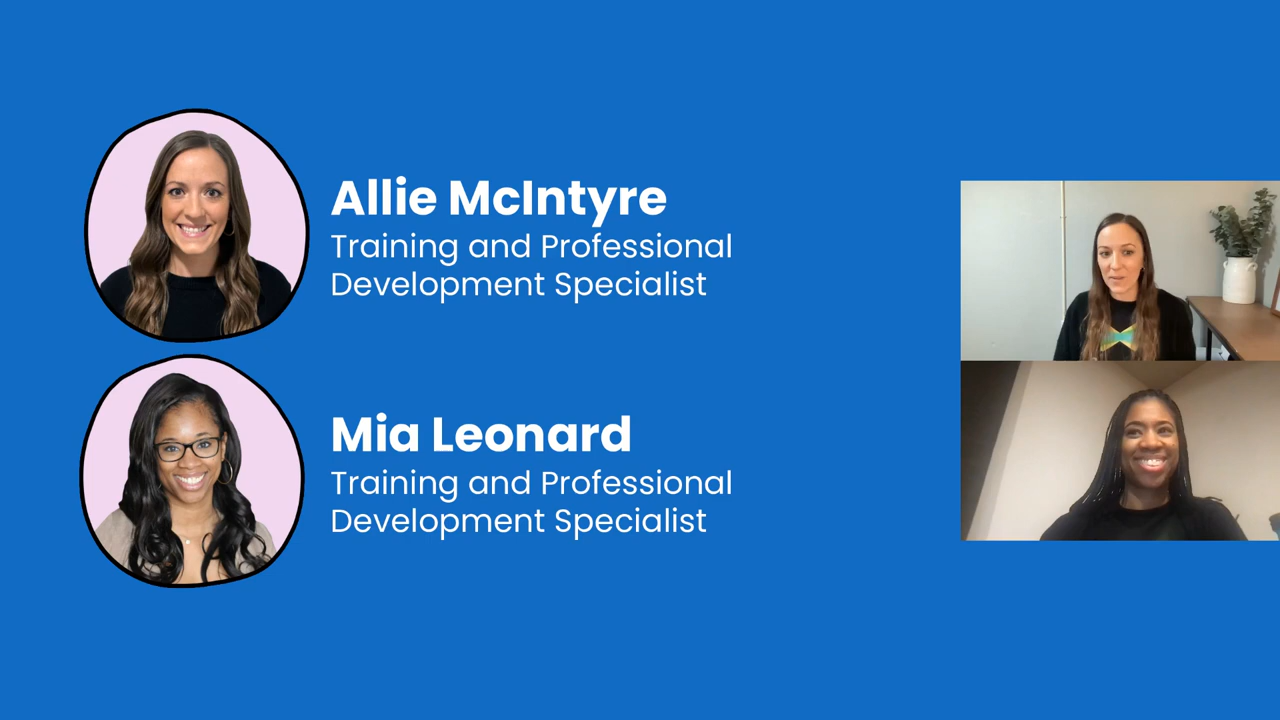 Allie McIntyre
Training and Professional
Development Specialist
Mia Leonard
Training and Professional
Development Specialist